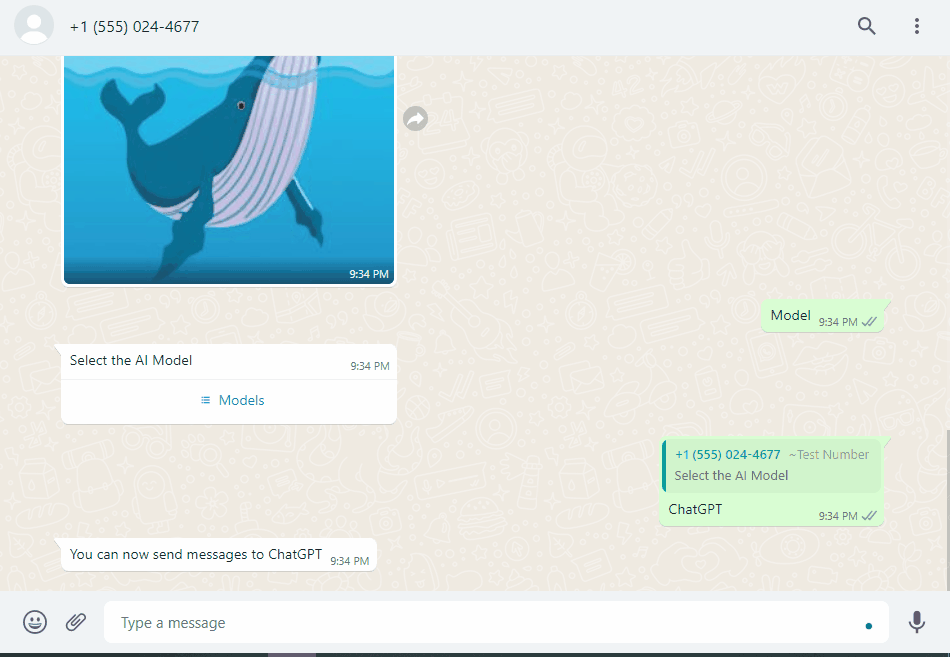 +1 (555) 024-4677
9:34 PM
Model 9:34 PM
Select the AI Model 9:34 PM
Models
+1 (555) 024-4677 ~Test Number
Select the AI Model
ChatGPT 9:34 PM
You can now send messages to ChatGPT 9:34 PM
Type a message